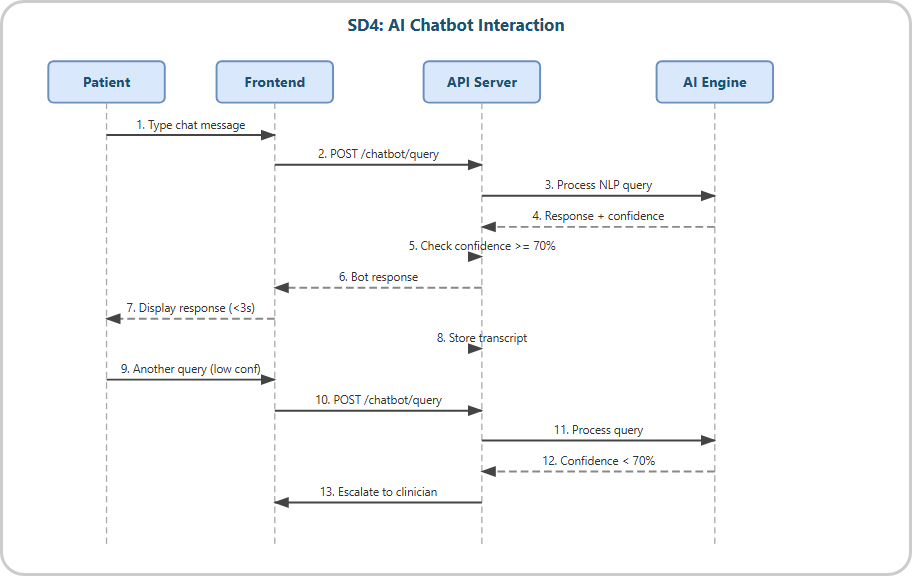 SD4: AI Chatbot Interaction
Patient
Frontend
API Server
AI Engine
1. Type chat message
2. POST /chatbot/query
3. Process NLP query
4. Response + confidence
5. Check confidence >= 70%
6. Bot response
7. Display response (<3s)
8. Store transcript
9. Another query (low conf)
10. POST /chatbot/query
11. Process query
12. Confidence < 70%
13. Escalate to clinician